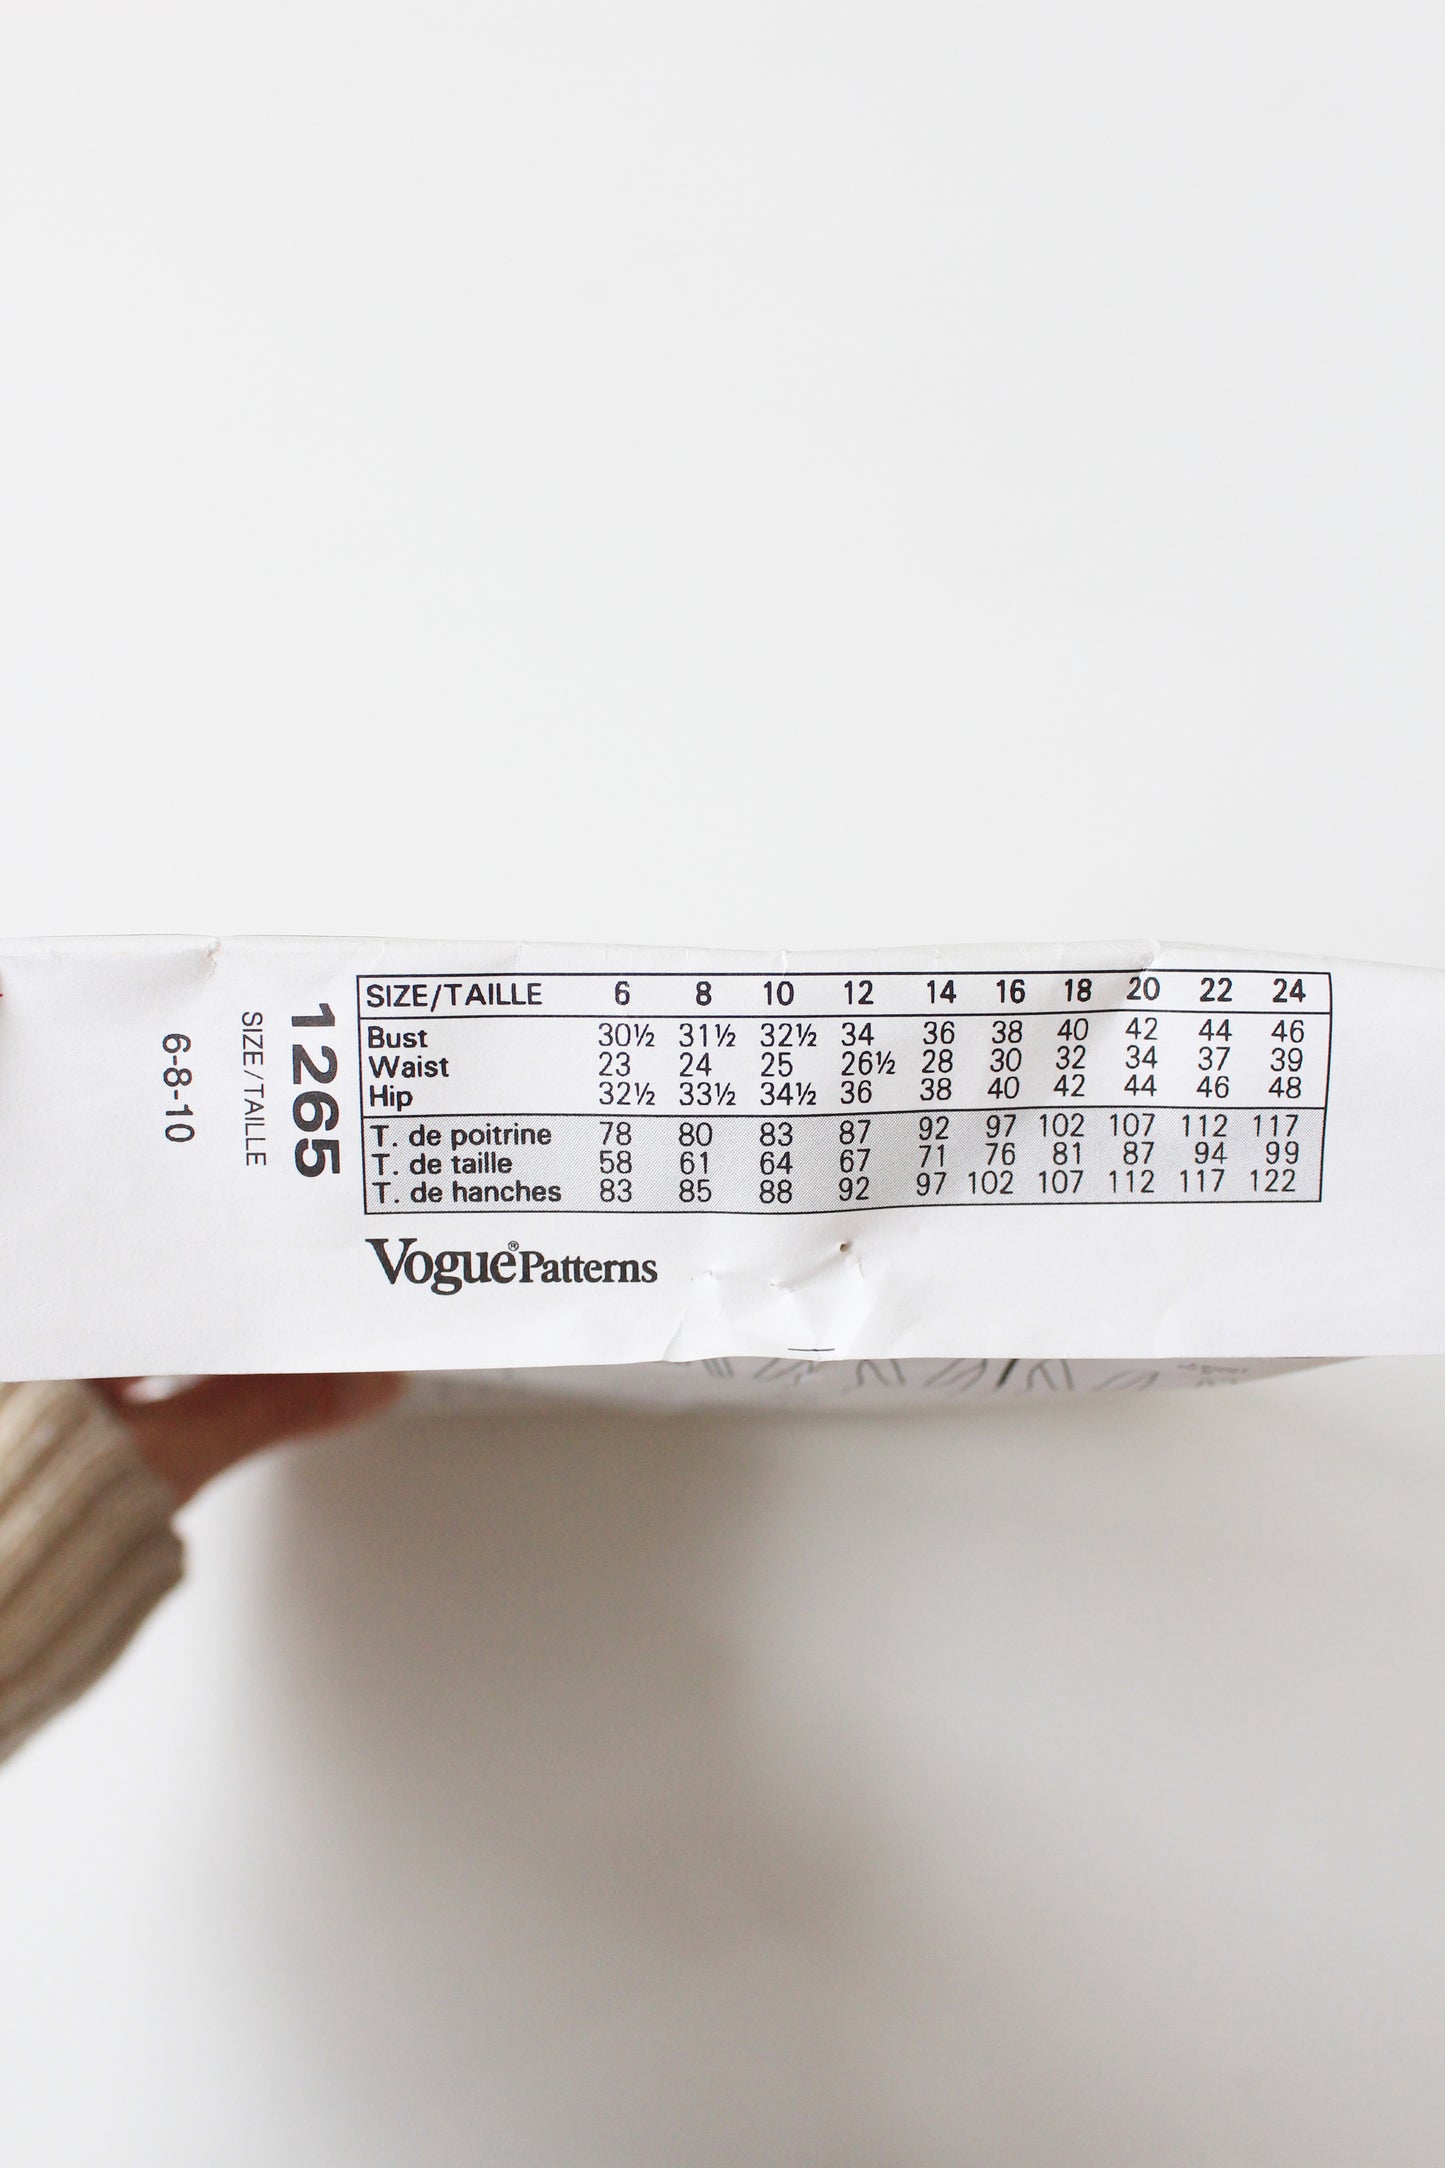 6-8-10
SIZE/TAILLE
1265
SIZE/TAILLE 6 8 10 12 14 16 18 20 22 24
Bust 30½ 31½ 32½ 34 36 38 40 42 44 46
Waist 23 24 25 26½ 28 30 32 34 37 39
Hip 32½ 33½ 34½ 36 38 40 42 44 46 48
T. de poitrine 78 80 83 87 92 97 102 107 112 117
T. de taille 58 61 64 67 71 76 81 87 94 99
T. de hanches 83 85 88 92 97 102 107 112 117 122
Vogue® Patterns